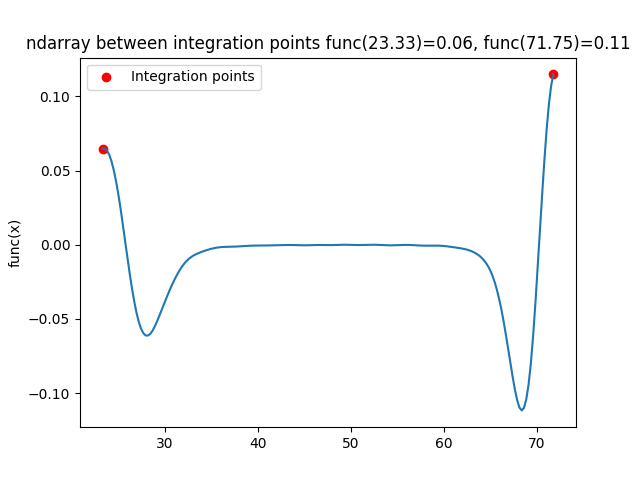 ndarray between integration points func(23.33)=0.06, func(71.75)=0.11
Integration points
0.10
0.05
0.00
−0.05
−0.10
func(x)
30 40 50 60 70